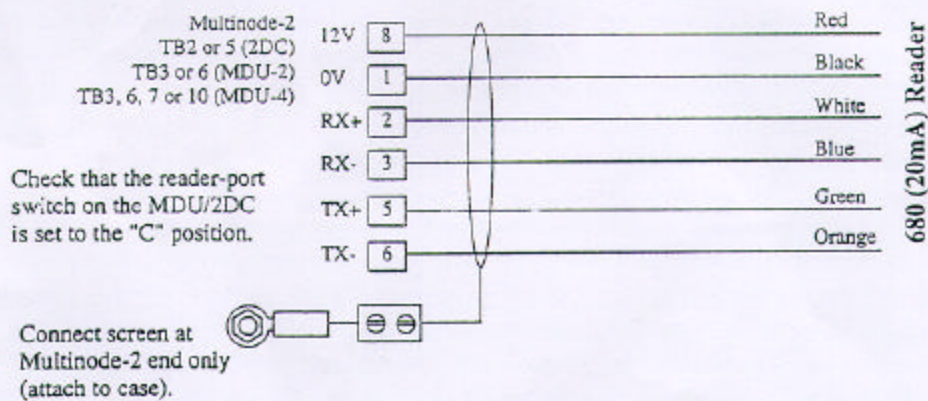 Multinode-2
TB2 or 5 (2DC)
TB3 or 6 (MDU-2)
TB3, 6, 7 or 10 (MDU-4)
12V 8 Red
0V 1 Black
RX+ 2 White
RX- 3 Blue
TX+ 5 Green
TX- 6 Orange
680 (20mA) Reader
Check that the reader-port
switch on the MDU/2DC
is set to the "C" position.
Connect screen at
Multinode-2 end only
(attach to case).